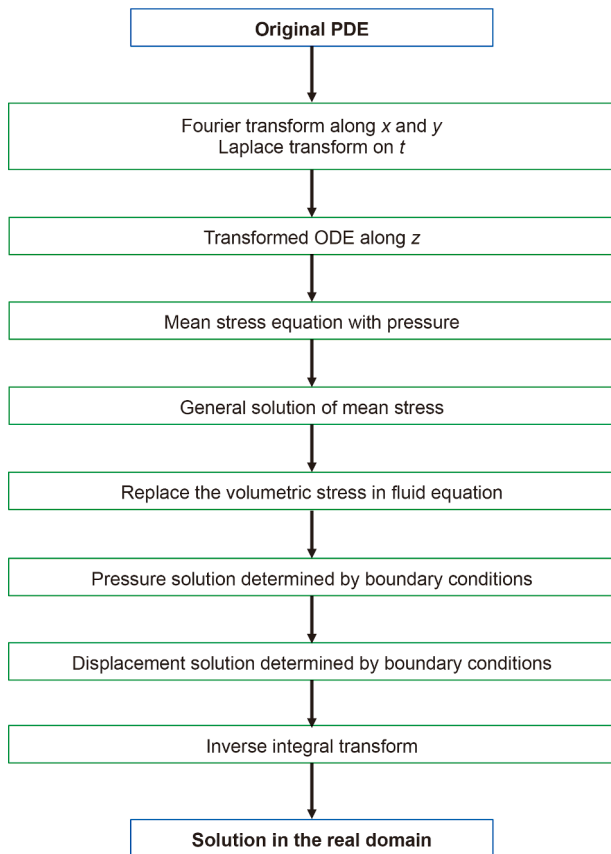 Original PDE
Fourier transform along x and y
Laplace transform on t
Transformed ODE along z
Mean stress equation with pressure
General solution of mean stress
Replace the volumetric stress in fluid equation
Pressure solution determined by boundary conditions
Displacement solution determined by boundary conditions
Inverse integral transform
Solution in the real domain